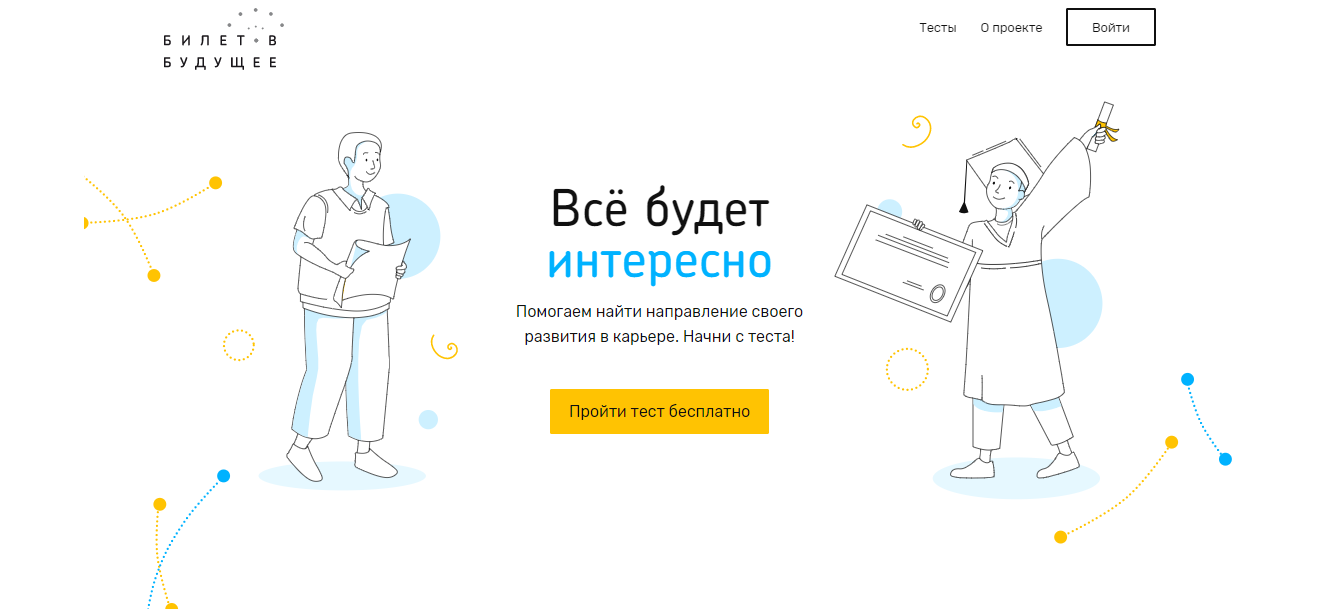 БИЛЕТ В
БУДУЩЕЕ
Тесты
О проекте
Войти
Всё будет
интересно
Помогаем найти направление своего
развития в карьере. Начни с теста!
Пройти тест бесплатно